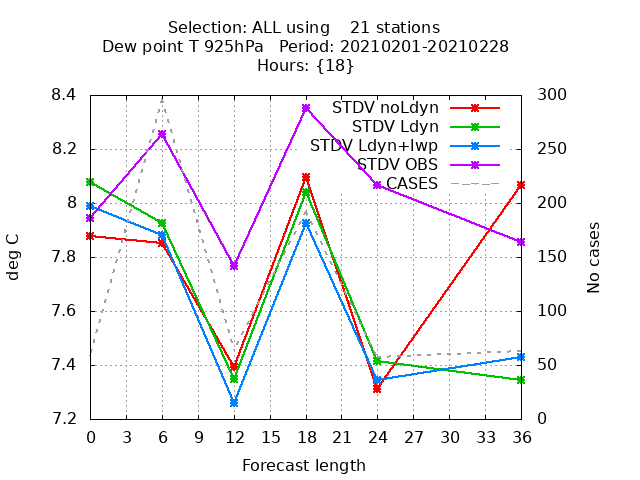 Selection: ALL using    21 stations
Dew point T 925hPa   Period: 20210201-20210228
Hours: {18}
STDV noLdyn
STDV Ldyn
STDV Ldyn+lwp
STDV OBS
CASES
8.4
8.2
8
7.8
7.6
7.4
7.2
deg C
300
250
200
150
100
50
0
No cases
0 3 6 9 12 15 18 21 24 27 30 33 36
Forecast length